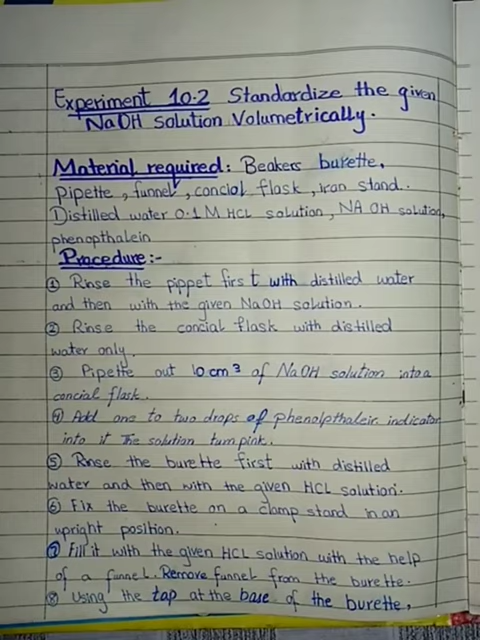 Experiment 10.2 Standardize the given
NaOH solution Volumetrically.
Material required: Beakers burette,
Pipette, funnel, concial flask, iran stand.
Distilled water 0.1 M HCL solution, NA OH solution,
phenopthalein
Procedure:-
① Rinse the pippet first with distilled water
and then with the given NaOH solution.
② Rinse the concial flask with distilled
water only.
③ Pipette out 10 cm³ of NaOH solution into a
concial flask.
④ Add one to two drops of phenolpthalein indicator
into it The solution turn pink.
⑤ Rinse the burette first with distilled
water and then with the given HCL solution.
⑥ Fix the burette on a clamp stand in an
upright position.
⑦ Fill it with the given HCL solution with the help
of a funnel. Remove funnel from the burette.
⑧ Using the tap at the base of the burette,